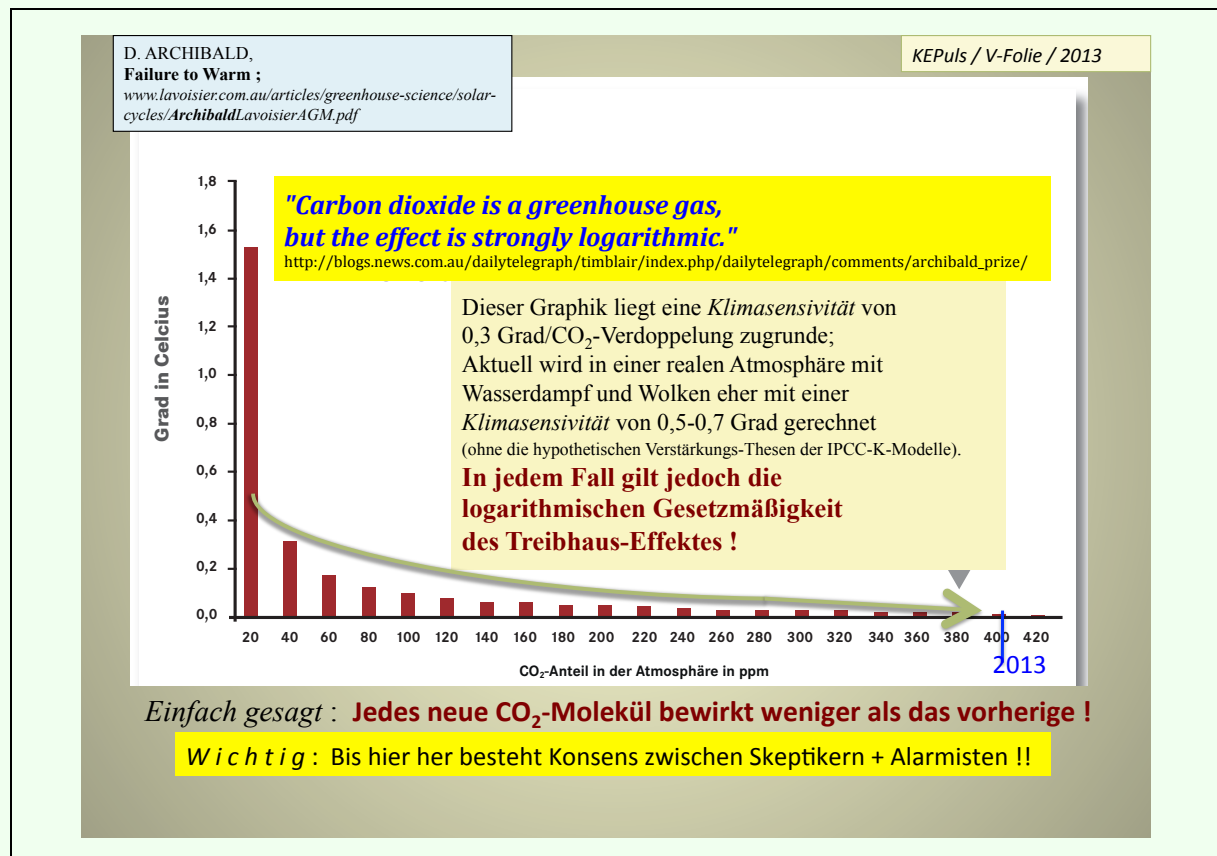 D. ARCHIBALD,
Failure to Warm ;
www.lavoisier.com.au/articles/greenhouse-science/solar-
cycles/ArchibaldLavoisierAGM.pdf
KEPuls / V-Folie / 2013
"Carbon dioxide is a greenhouse gas,
but the effect is strongly logarithmic."
http://blogs.news.com.au/dailytelegraph/timblair/index.php/dailytelegraph/comments/archibald_prize/
Dieser Graphik liegt eine Klimasensivität von
0,3 Grad/CO₂-Verdoppelung zugrunde;
Aktuell wird in einer realen Atmosphäre mit
Wasserdampf und Wolken eher mit einer
Klimasensivität von 0,5-0,7 Grad gerechnet
(ohne die hypothetischen Verstärkungs-Thesen der IPCC-K-Modelle).
In jedem Fall gilt jedoch die
logarithmischen Gesetzmäßigkeit
des Treibhaus-Effektes !
Grad in Celcius
1,8
1,6
1,4
1,2
1,0
0,8
0,6
0,4
0,2
0,0
20 40 60 80 100 120 140 160 180 200 220 240 260 280 300 320 340 360 380 400 420
2013
CO₂-Anteil in der Atmosphäre in ppm
Einfach gesagt : Jedes neue CO₂-Molekül bewirkt weniger als das vorherige !
W i c h t i g : Bis hier her besteht Konsens zwischen Skeptikern + Alarmisten !!